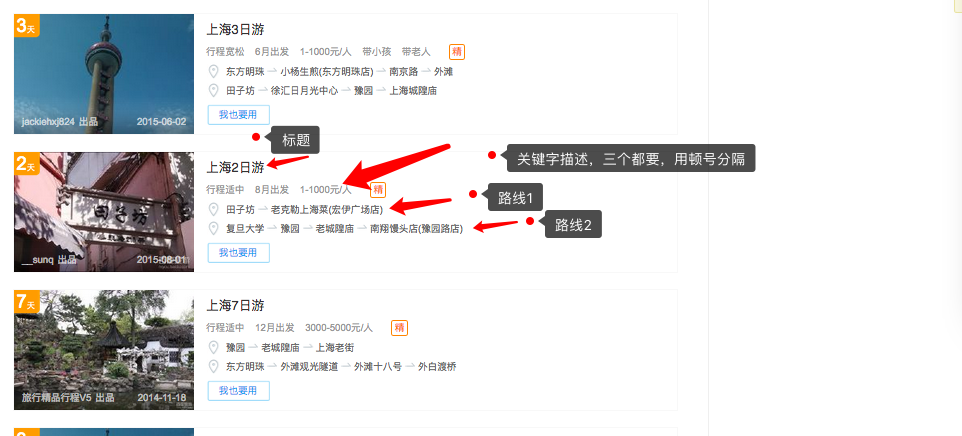 3天
上海3日游
行程宽松 6月出发 1-1000元/人 带小孩 带老人 精
东方明珠 小杨生煎(东方明珠店) 南京路 外滩
田子坊 徐汇日月光中心 豫园 上海城隍庙
我也要用
jackiehxj824 出品 2015-06-02
标题
2天
上海2日游
关键字描述，三个都要，用顿号分隔
行程适中 8月出发 1-1000元/人 精
路线1
田子坊 老克勒上海菜(宏伊广场店)
路线2
复旦大学 豫园 老城隍庙 南翔馒头店(豫园路店)
我也要用
田子坊
__sunq 出品 2015-08-01
7天
上海7日游
行程适中 12月出发 3000-5000元/人 精
豫园 老城隍庙 上海老街
东方明珠 外滩观光隧道 外滩十八号 外白渡桥
我也要用
旅行精品行程V5 出品 2014-11-18